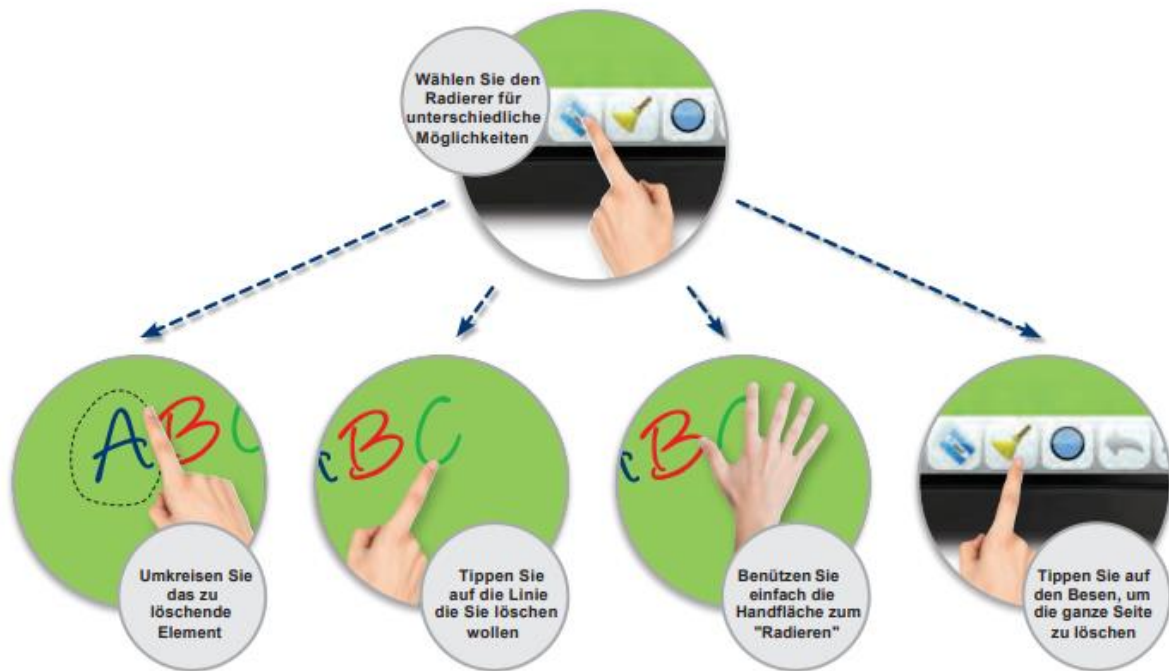 Wählen Sie den
Radierer für
unterschiedliche
Möglichkeiten
A B C
A B C
B C
Umkreisen Sie
das zu
löschende
Element
Tippen Sie
auf die Linie
die Sie löschen
wollen
Benützen Sie
einfach die
Handfläche zum
"Radieren"
Tippen Sie auf
den Besen, um
die ganze Seite
zu löschen